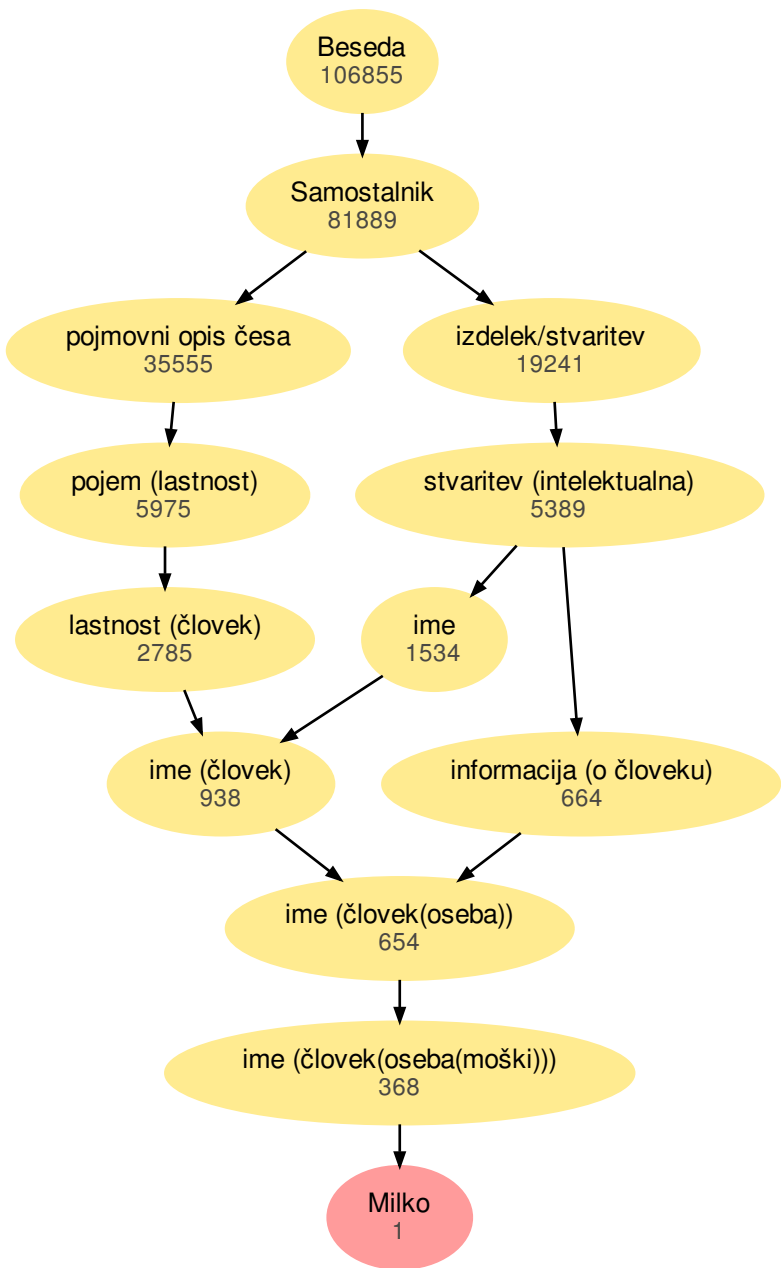 Beseda
106855
Samostalnik
81889
pojmovni opis česa
35555
izdelek/stvaritev
19241
pojem (lastnost)
5975
stvaritev (intelektualna)
5389
lastnost (človek)
2785
ime
1534
ime (človek)
938
informacija (o človeku)
664
ime (človek(oseba))
654
ime (človek(oseba(moški)))
368
Milko
1